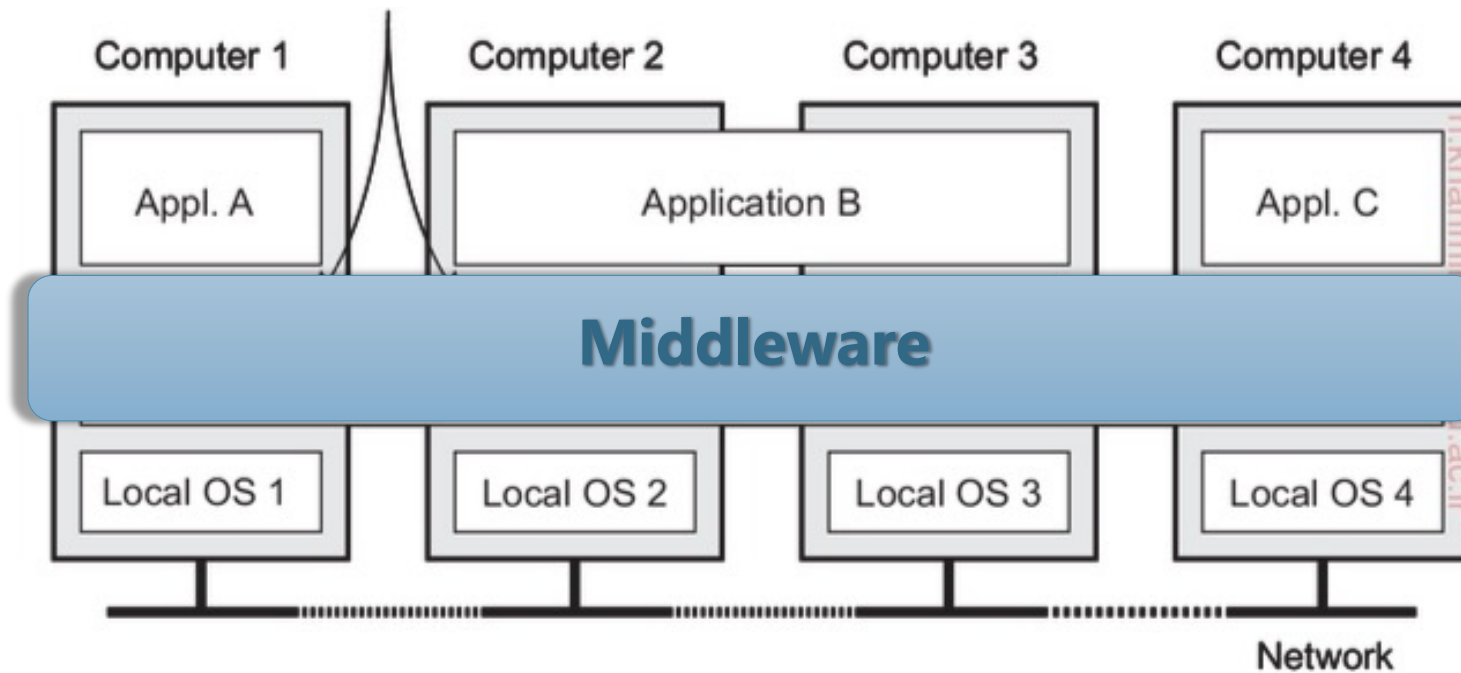 Computer 1
Computer 2
Computer 3
Computer 4
Appl. A
Application B
Appl. C
Middleware
Local OS 1
Local OS 2
Local OS 3
Local OS 4
Network